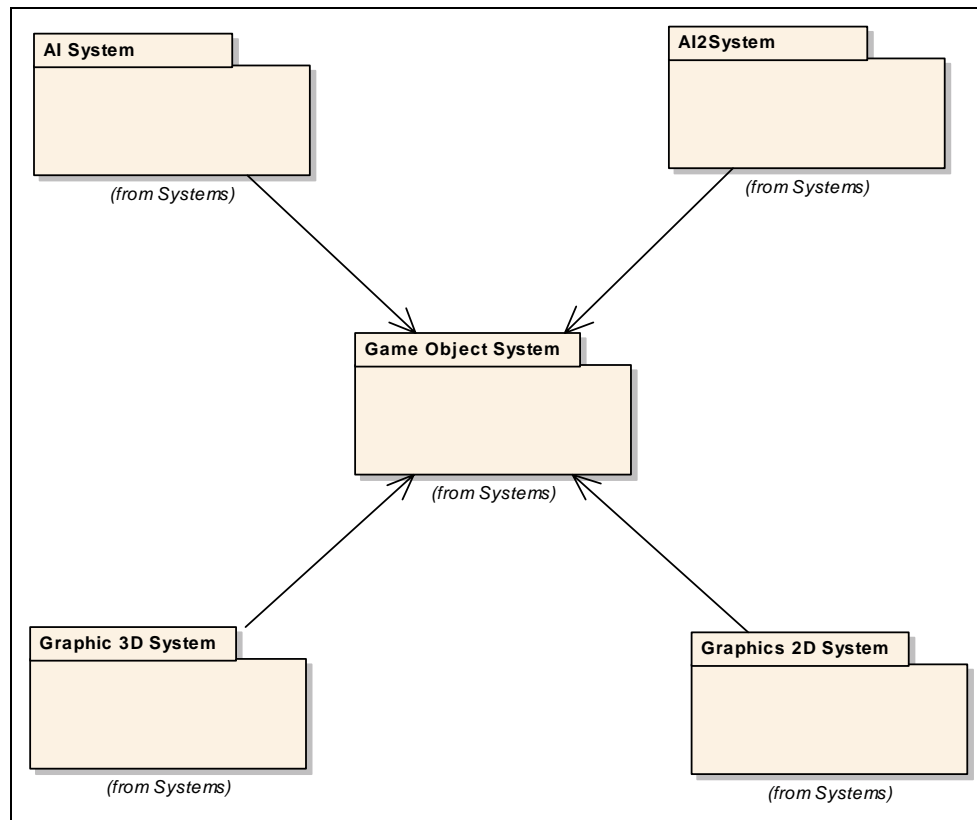 AI System
(from Systems)
AI2System
(from Systems)
Game Object System
(from Systems)
Graphic 3D System
(from Systems)
Graphics 2D System
(from Systems)